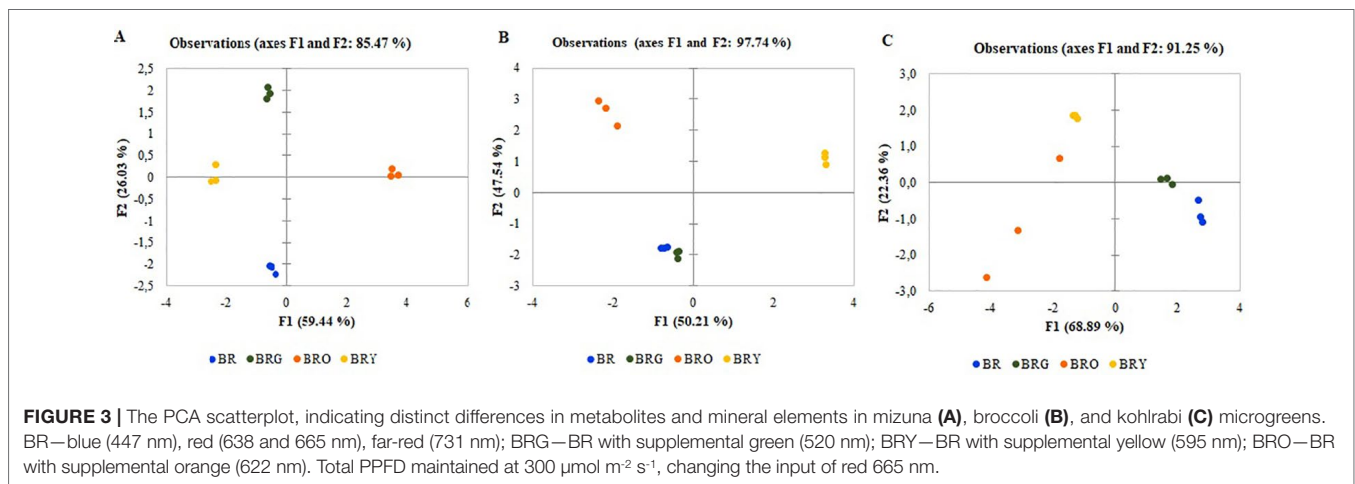 A
Observations (axes F1 and F2: 85.47 %)
2,5
2
1,5
1
0,5
0
-0,5
-1
-1,5
-2
-2,5
F2 (26.03 %)
-4
-2
0
2
4
6
F1 (59.44 %)
BR BRG BRO BRY
B
Observations (axes F1 and F2: 97.74 %)
4
3
2
1
0
-1
-2
-3
F2 (47.54 %)
-4
-2
0
2
4
F1 (50.21 %)
BR BRG BRO BRY
C
Observations (axes F1 and F2: 91.25 %)
3,0
2,0
1,0
0,0
-1,0
-2,0
-3,0
F2 (22.36 %)
-6
-4
-2
0
2
4
F1 (68.89 %)
BR BRG BRO BRY
FIGURE 3 | The PCA scatterplot, indicating distinct differences in metabolites and mineral elements in mizuna (A), broccoli (B), and kohlrabi (C) microgreens.
BR—blue (447 nm), red (638 and 665 nm), far-red (731 nm); BRG—BR with supplemental green (520 nm); BRY—BR with supplemental yellow (595 nm); BRO—BR
with supplemental orange (622 nm). Total PPFD maintained at 300 µmol m⁻² s⁻¹, changing the input of red 665 nm.